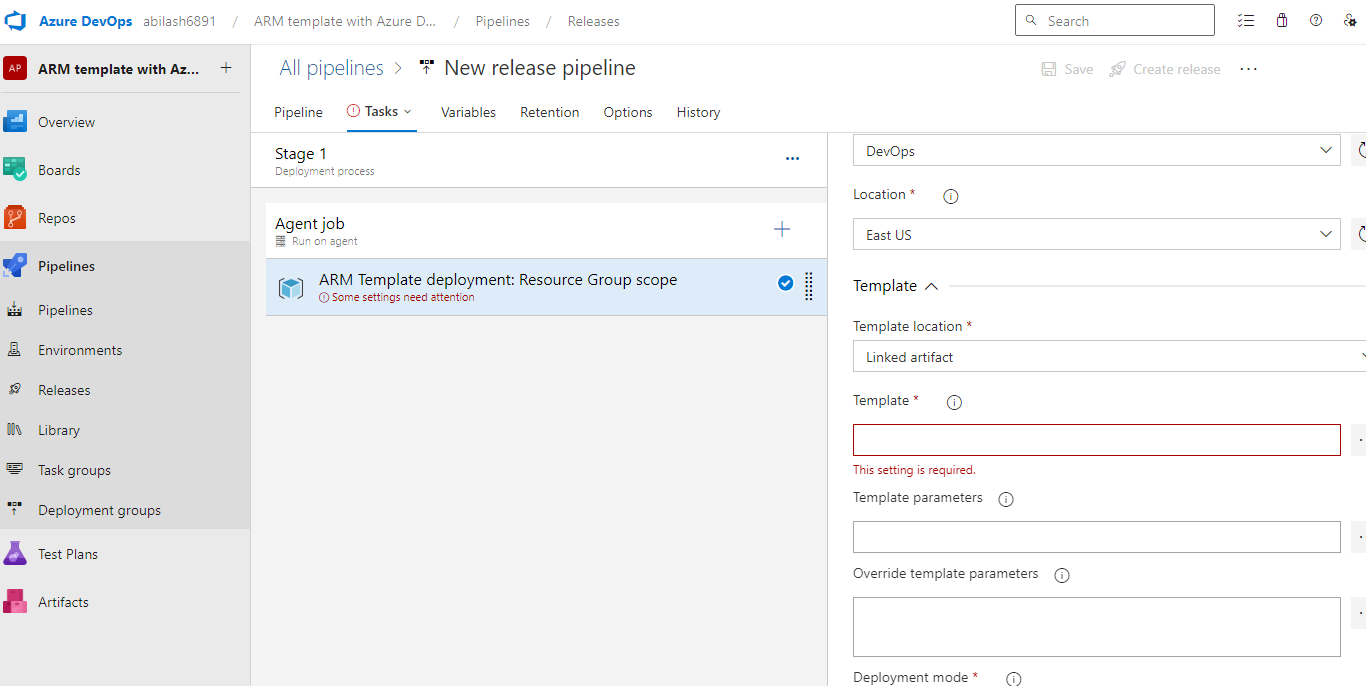 Azure DevOps abilash6891 / ARM template with Azure D... / Pipelines / Releases
Search
AP ARM template with Az... +
Overview
Boards
Repos
Pipelines
Pipelines
Environments
Releases
Library
Task groups
Deployment groups
Test Plans
Artifacts
All pipelines > New release pipeline
Save Create release ...
Pipeline Tasks Variables Retention Options History
Stage 1
Deployment process
...
Agent job
Run on agent
ARM Template deployment: Resource Group scope
Some settings need attention
DevOps
Location *
East US
Template
Template location *
Linked artifact
Template *
This setting is required.
Template parameters
Override template parameters
Deployment mode *